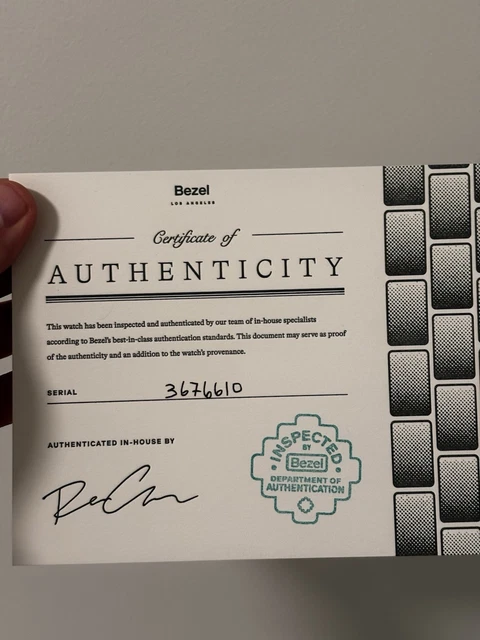 Bezel
LOS ANGELES
Certificate of
AUTHENTICITY
This watch has been inspected and authenticated by our team of in-house specialists
according to Bezel's best-in-class authentication standards. This document may serve as proof
of the authenticity and an addition to the watch's provenance.
SERIAL 3676610
AUTHENTICATED IN-HOUSE BY
INSPECTED
BY
Bezel
DEPARTMENT OF
AUTHENTICATION